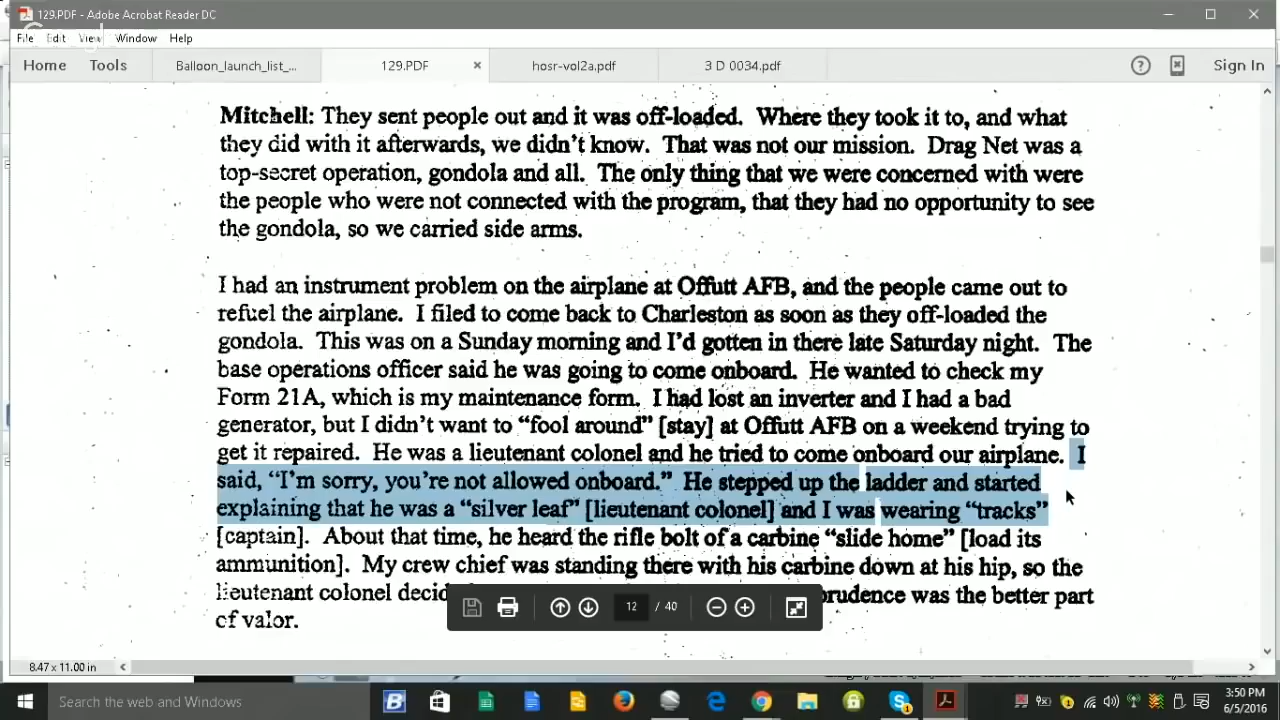 129.PDF - Adobe Acrobat Reader DC
Google
File Edit View Window Help
Home Tools Balloon_launch_list_... 129.PDF × hosr-vol2a.pdf 3 D 0034.pdf ? Sign In
Mitchell: They sent people out and it was off-loaded. Where they took it to, and what
they did with it afterwards, we didn't know. That was not our mission. Drag Net was a
top-secret operation, gondola and all. The only thing that we were concerned with were
the people who were not connected with the program, that they had no opportunity to see
the gondola, so we carried side arms.
I had an instrument problem on the airplane at Offutt AFB, and the people came out to
refuel the airplane. I filed to come back to Charleston as soon as they off-loaded the
gondola. This was on a Sunday morning and I'd gotten in there late Saturday night. The
base operations officer said he was going to come onboard. He wanted to check my
Form 21A, which is my maintenance form. I had lost an inverter and I had a bad
generator, but I didn't want to "fool around" [stay] at Offutt AFB on a weekend trying to
get it repaired. He was a lieutenant colonel and he tried to come onboard our airplane. I
said, "I'm sorry, you're not allowed onboard." He stepped up the ladder and started
explaining that he was a "silver leaf" [lieutenant colonel] and I was wearing "tracks"
[captain]. About that time, he heard the rifle bolt of a carbine "slide home" [load its
ammunition]. My crew chief was standing there with his carbine down at his hip, so the
lieutenant colonel decid prudence was the better part
of valor.
12 / 40
8.47 x 11.00 in
Search the web and Windows
3:50 PM
6/5/2016